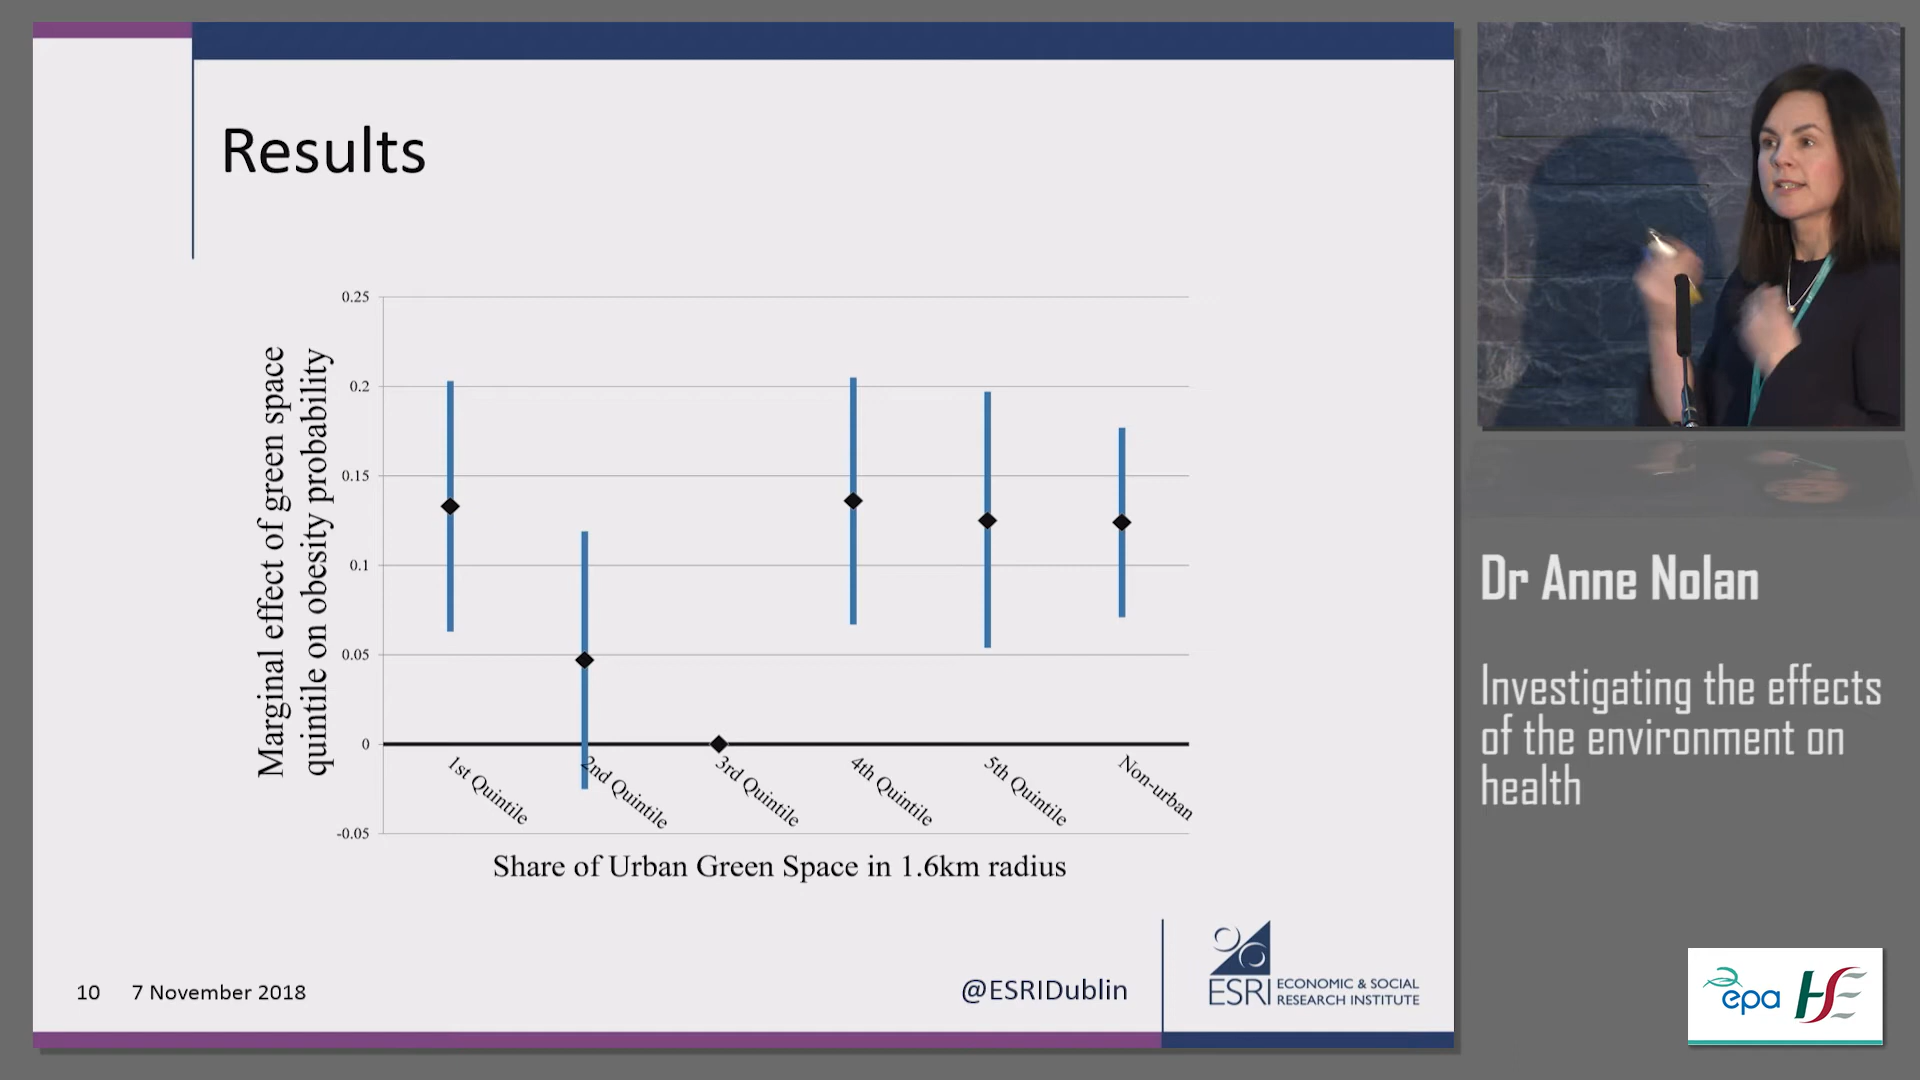 Results
Marginal effect of green space
quintile on obesity probability
0.25
0.2
0.15
0.1
0.05
0
-0.05
1st Quintile
2nd Quintile
3rd Quintile
4th Quintile
5th Quintile
Non-urban
Share of Urban Green Space in 1.6km radius
10 7 November 2018
@ESRIDublin
ESRI
ECONOMIC & SOCIAL
RESEARCH INSTITUTE
Dr Anne Nolan
Investigating the effects
of the environment on
health
epa
HSE